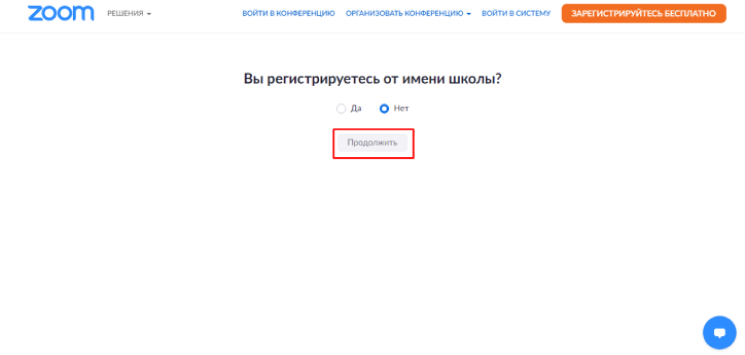 zoom РЕШЕНИЯ ВОЙТИ В КОНФЕРЕНЦИЮ ОРГАНИЗОВАТЬ КОНФЕРЕНЦИЮ ВОЙТИ В СИСТЕМУ ЗАРЕГИСТРИРУЙТЕСЬ БЕСПЛАТНО
Вы регистрируетесь от имени школы?
Да Нет
Продолжить